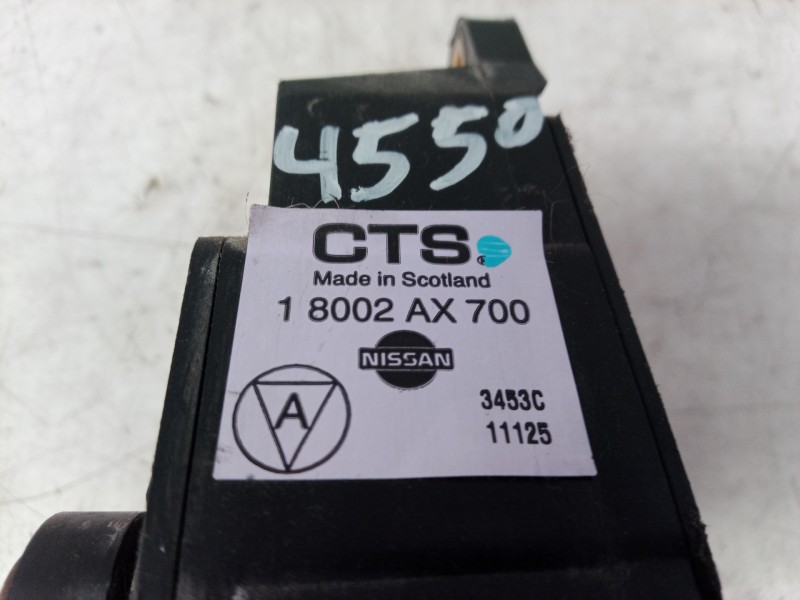 4550
CTS.
Made in Scotland
1 8002 AX 700
NISSAN
A
3453C
11125